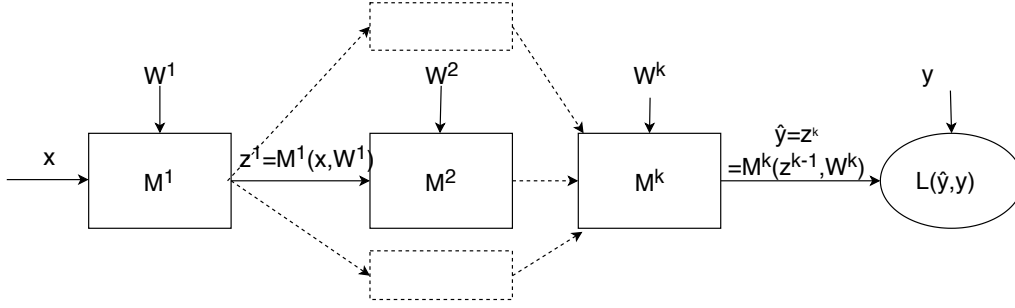 W¹
W²
Wᵏ
y
x
M¹
z¹=M¹(x,W¹)
M²
Mᵏ
ŷ=zᵏ
=Mᵏ(zᵏ⁻¹,Wᵏ)
L(ŷ,y)